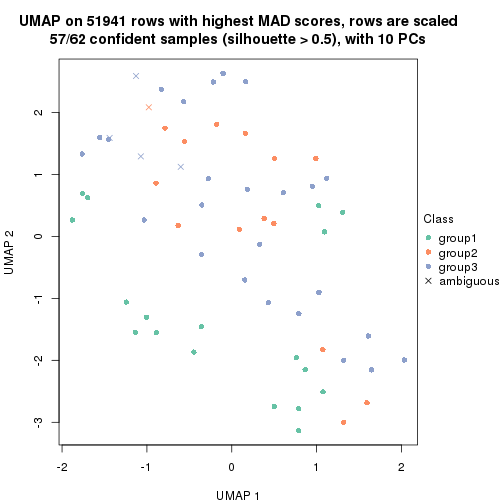 UMAP on 51941 rows with highest MAD scores, rows are scaled
57/62 confident samples (silhouette > 0.5), with 10 PCs
2
1
0
-1
-2
-3
UMAP 2
-2
-1
0
1
2
UMAP 1
Class
group1
group2
group3
ambiguous